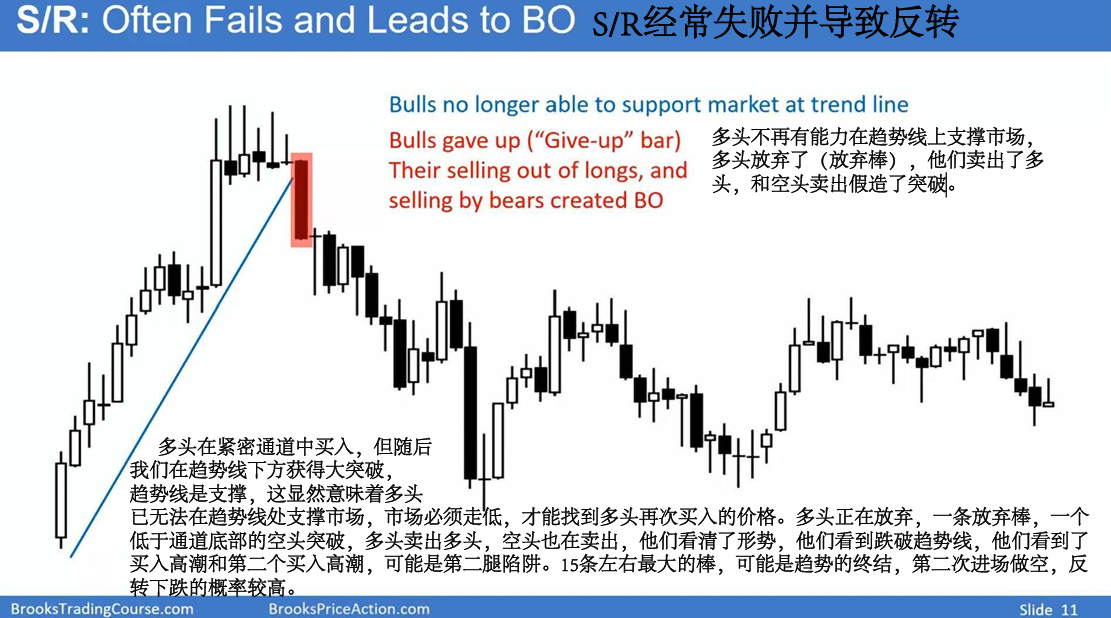 S/R: Often Fails and Leads to BO S/R经常失败并导致反转
Bulls no longer able to support market at trend line
Bulls gave up (“Give-up” bar)
Their selling out of longs, and
selling by bears created BO
多头不再有能力在趋势线上支撑市场，
多头放弃了（放弃棒），他们卖出了多
头，和空头卖出假造了突破。
多头在紧密通道中买入，但随后
我们在趋势线下方获得大突破，
趋势线是支撑，这显然意味着多头
已无法在趋势线处支撑市场，市场必须走低，才能找到多头再次买入的价格。多头正在放弃，一条放弃棒，一个
低于通道底部的空头突破，多头卖出多头，空头也在卖出，他们看清了形势，他们看到跌破趋势线，他们看到了
买入高潮和第二个买入高潮，可能是第二腿陷阱。15条左右最大的棒，可能是趋势的终结，第二次进场做空，反
转下跌的概率较高。
BrooksTradingCourse.com
BrooksPriceAction.com
Slide 11